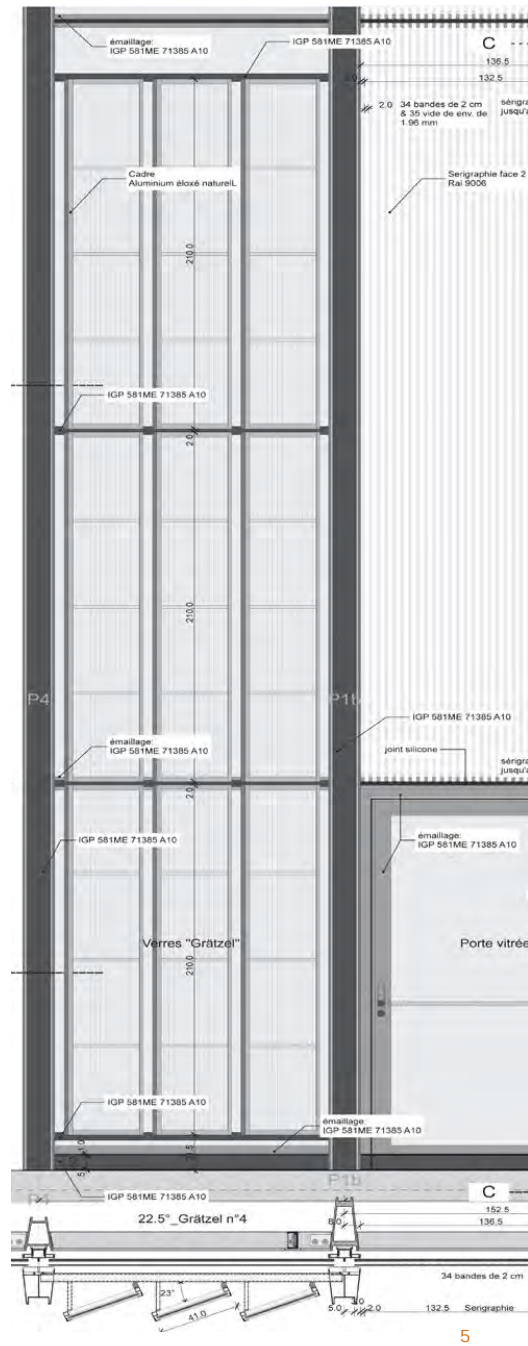 émaillage:
IGP 581ME 71385 A10
IGP 581ME 71385 A10
C
136.5
132.5
2.0
34 bandes de 2 cm
& 35 vide de env. de
1.96 mm
sérigra
jusqu'
Cadre
Aluminium éloxé naturelL
Serigraphie face 2
Ral 9006
210.0
IGP 581ME 71385 A10
2.0
210.0
P4
P1b
IGP 581ME 71385 A10
émaillage:
IGP 581ME 71385 A10
joint silicone
sérigra
jusqu'
2.0
IGP 581ME 71385 A10
émaillage:
IGP 581ME 71385 A10
Verres "Grätzel"
Porte vitrée
210.0
IGP 581ME 71385 A10
émaillage:
IGP 581ME 71385 A10
P4
IGP 581ME 71385 A10
P1b
C
22.5°_Grätzel n°4
152.5
8.0
136.5
34 bandes de 2 cm
23°
41.0
5.0
2.0
132.5
Serigraphie
5